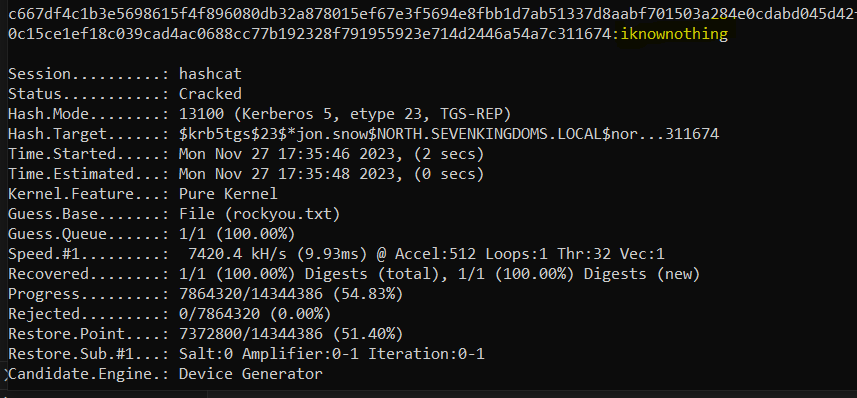 c667df4c1b3e5698615f4f896080db32a878015ef67e3f5694e8fbb1d7ab51337d8aabf701503a284e0cdabd045d42
0c15ce1ef18c039cad4ac0688cc77b192328f791955923e714d2446a54a7c311674:iknownothing
Session..........: hashcat
Status...........: Cracked
Hash.Mode........: 13100 (Kerberos 5, etype 23, TGS-REP)
Hash.Target......: $krb5tgs$23$*jon.snow$NORTH.SEVENKINGDOMS.LOCAL$nor...311674
Time.Started.....: Mon Nov 27 17:35:46 2023, (2 secs)
Time.Estimated...: Mon Nov 27 17:35:48 2023, (0 secs)
Kernel.Feature...: Pure Kernel
Guess.Base.......: File (rockyou.txt)
Guess.Queue......: 1/1 (100.00%)
Speed.#1.........:  7420.4 kH/s (9.93ms) @ Accel:512 Loops:1 Thr:32 Vec:1
Recovered........: 1/1 (100.00%) Digests (total), 1/1 (100.00%) Digests (new)
Progress.........: 7864320/14344386 (54.83%)
Rejected.........: 0/7864320 (0.00%)
Restore.Point....: 7372800/14344386 (51.40%)
Restore.Sub.#1...: Salt:0 Amplifier:0-1 Iteration:0-1
Candidate.Engine.: Device Generator